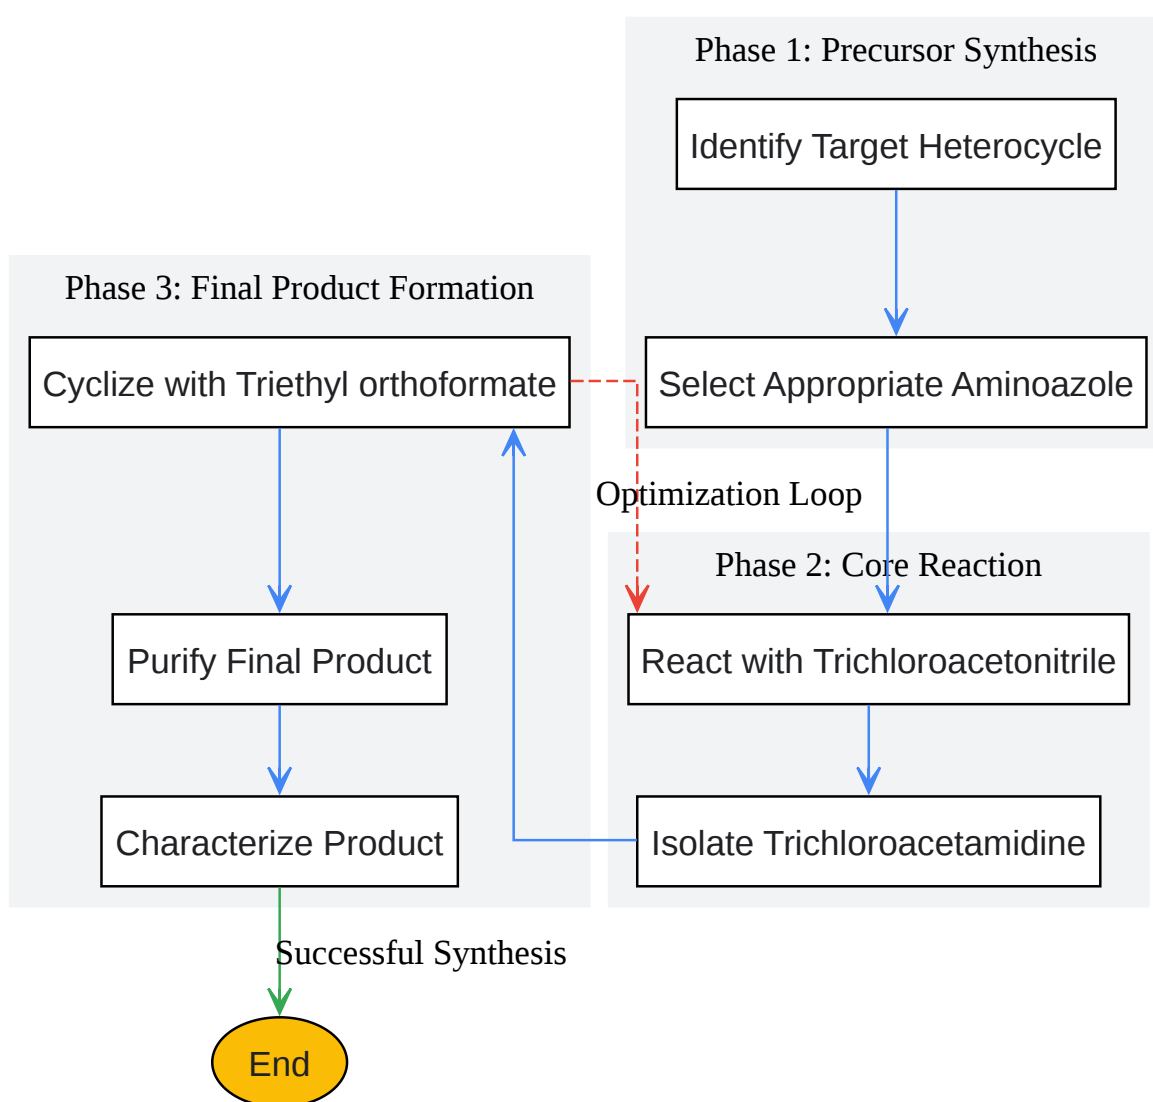 Phase 1: Precursor Synthesis
Identify Target Heterocycle
Select Appropriate Aminoazole
Optimization Loop
Phase 2: Core Reaction
React with Trichloroacetonitrile
Isolate Trichloroacetamidine
Phase 3: Final Product Formation
Cyclize with Triethyl orthoformate
Purify Final Product
Characterize Product
Successful Synthesis
End